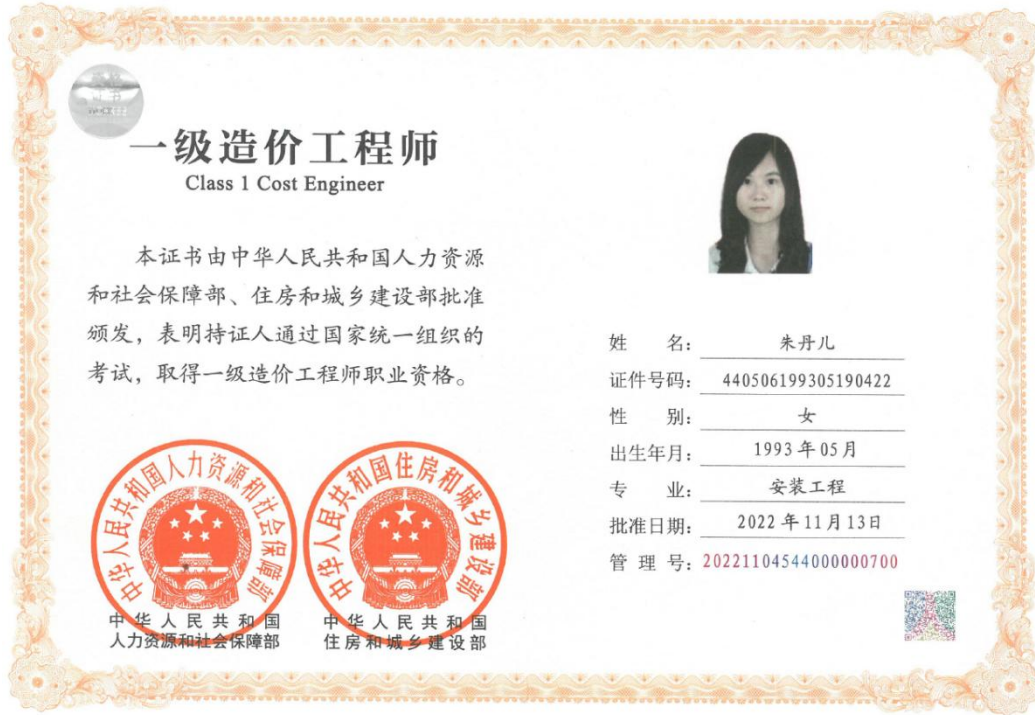 一级造价工程师
Class 1 Cost Engineer
本证书由中华人民共和国人力资源
和社会保障部、住房和城乡建设部批准
颁发，表明持证人通过国家统一组织的
考试，取得一级造价工程师职业资格。
中华人民共和国人力资源和社会保障部
中华人民共和国住房和城乡建设部
中华人民共和国
人力资源和社会保障部
中华人民共和国
住房和城乡建设部
姓 名： 朱丹儿
证件号码： 440506199305190422
性 别： 女
出生年月： 1993年05月
专 业： 安装工程
批准日期： 2022年11月13日
管 理 号： 20221104544000000700